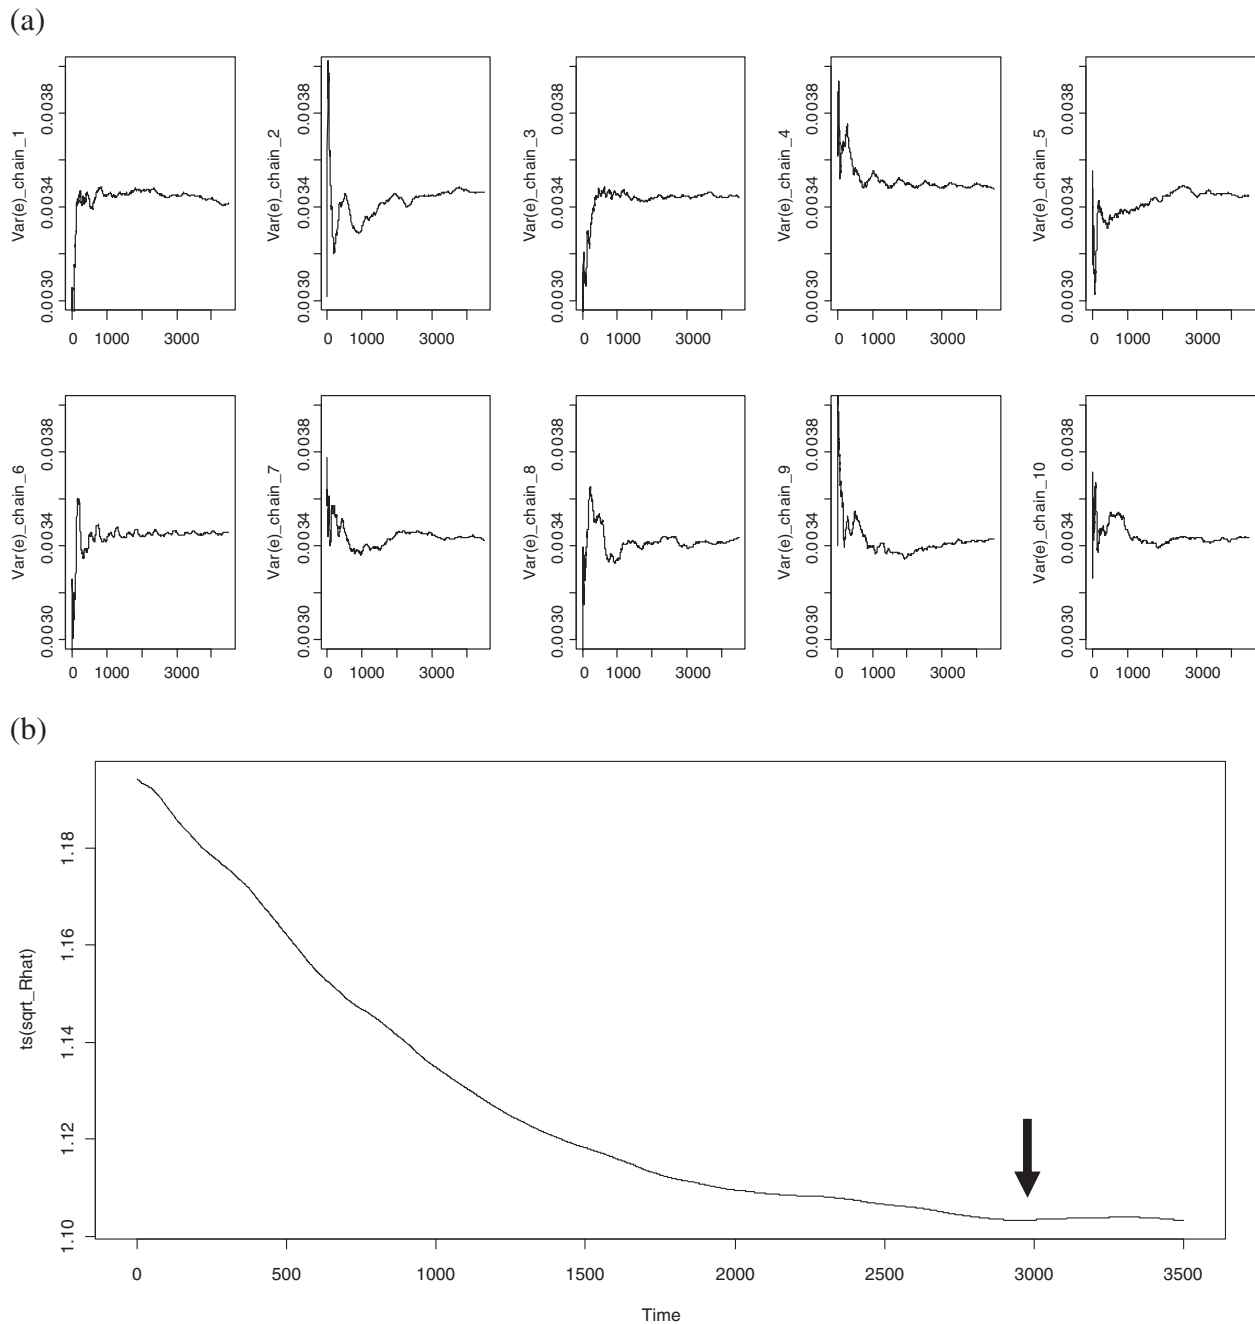 (a)
Var(e)_chain_1
0.0030 0.0034 0.0038
0 1000 3000
Var(e)_chain_2
0.0030 0.0034 0.0038
0 1000 3000
Var(e)_chain_3
0.0030 0.0034 0.0038
0 1000 3000
Var(e)_chain_4
0.0030 0.0034 0.0038
0 1000 3000
Var(e)_chain_5
0.0030 0.0034 0.0038
0 1000 3000
Var(e)_chain_6
0.0030 0.0034 0.0038
0 1000 3000
Var(e)_chain_7
0.0030 0.0034 0.0038
0 1000 3000
Var(e)_chain_8
0.0030 0.0034 0.0038
0 1000 3000
Var(e)_chain_9
0.0030 0.0034 0.0038
0 1000 3000
Var(e)_chain_10
0.0030 0.0034 0.0038
0 1000 3000
(b)
ts(sqrt_Rhat)
1.10 1.12 1.14 1.16 1.18
0 500 1000 1500 2000 2500 3000 3500
Time